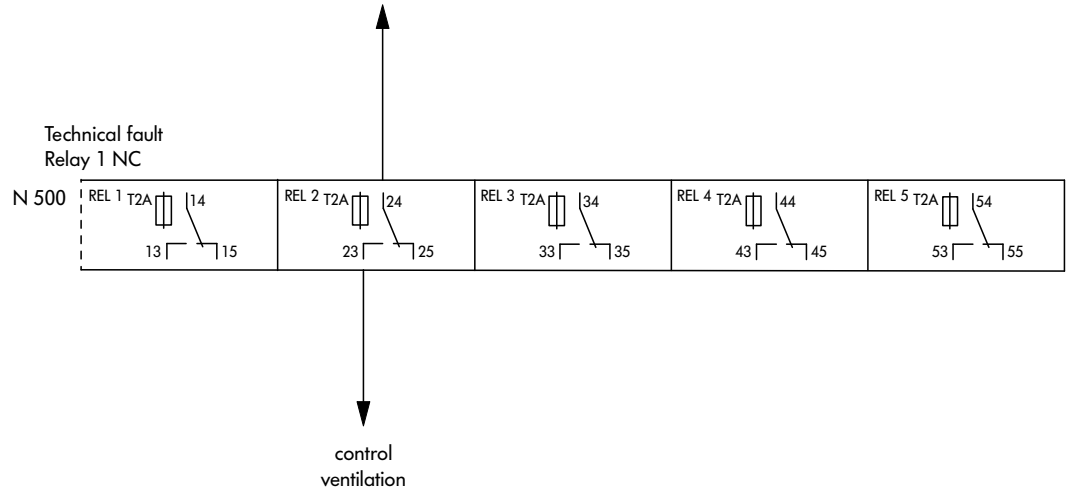 Technical fault
Relay 1 NC
N 500
REL 1 T2A 14
13 15
REL 2 T2A 24
23 25
REL 3 T2A 34
33 35
REL 4 T2A 44
43 45
REL 5 T2A 54
53 55
control
ventilation